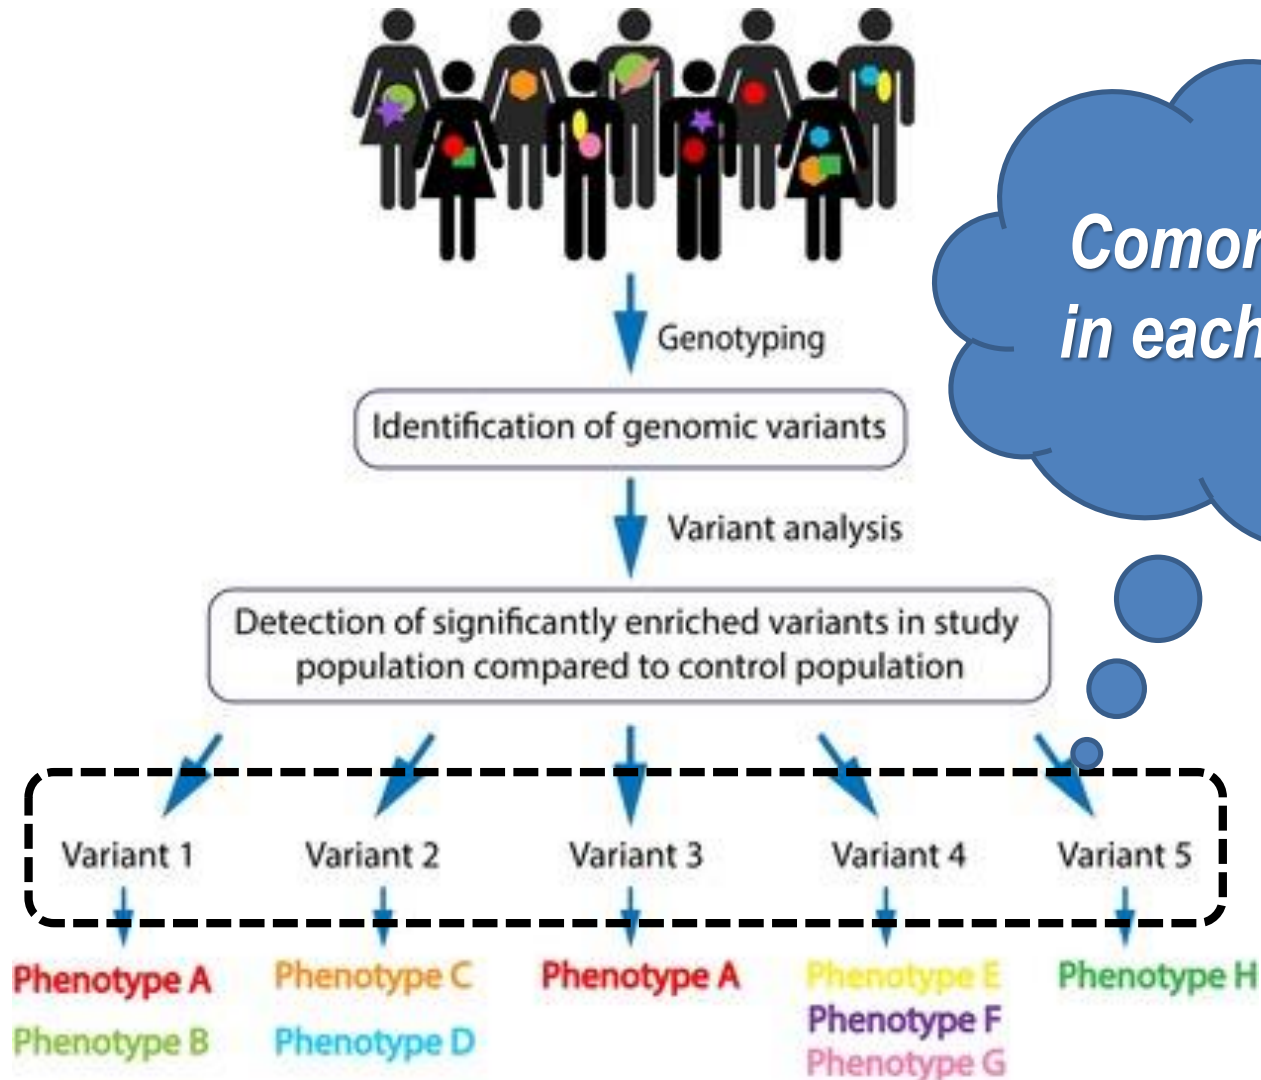 Comor
in each
Genotyping
Identification of genomic variants
Variant analysis
Detection of significantly enriched variants in study
population compared to control population
Variant 1
Variant 2
Variant 3
Variant 4
Variant 5
Phenotype A
Phenotype B
Phenotype C
Phenotype D
Phenotype A
Phenotype E
Phenotype F
Phenotype G
Phenotype H